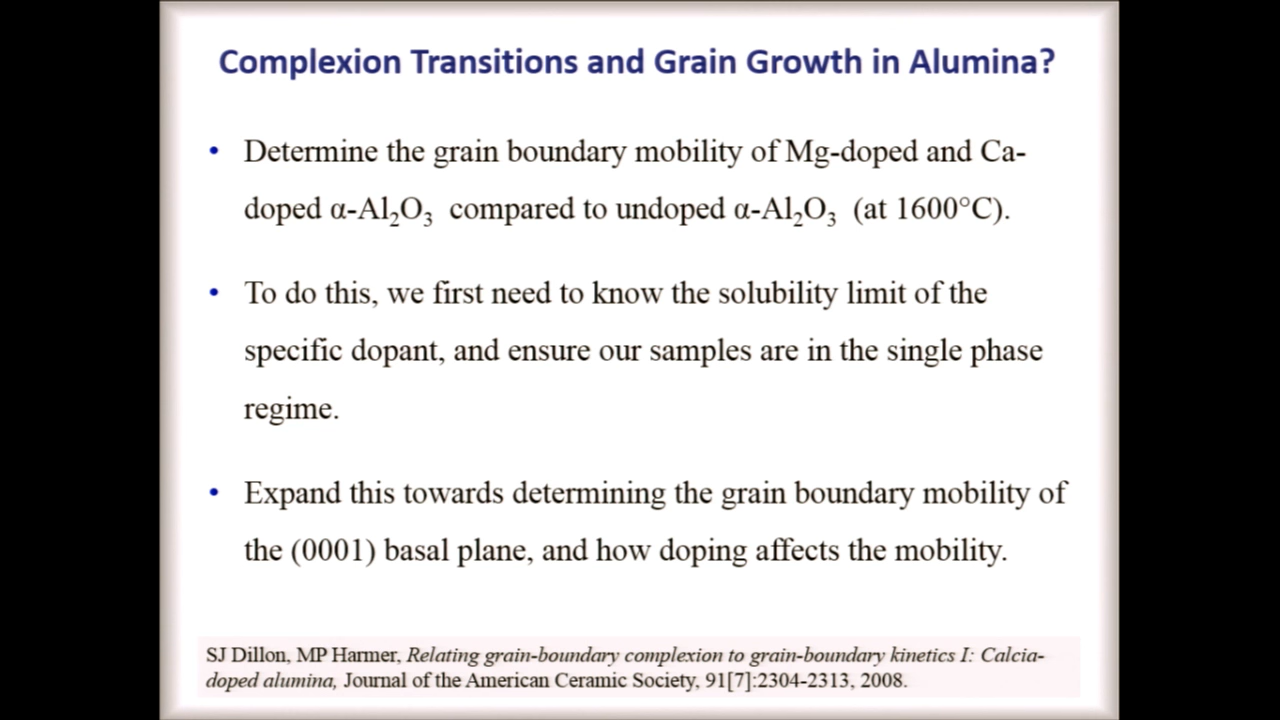 Complexion Transitions and Grain Growth in Alumina?
• Determine the grain boundary mobility of Mg-doped and Ca-
doped α-Al₂O₃ compared to undoped α-Al₂O₃ (at 1600°C).
• To do this, we first need to know the solubility limit of the
specific dopant, and ensure our samples are in the single phase
regime.
• Expand this towards determining the grain boundary mobility of
the (0001) basal plane, and how doping affects the mobility.
SJ Dillon, MP Harmer, Relating grain-boundary complexion to grain-boundary kinetics I: Calcia-
doped alumina, Journal of the American Ceramic Society, 91[7]:2304-2313, 2008.